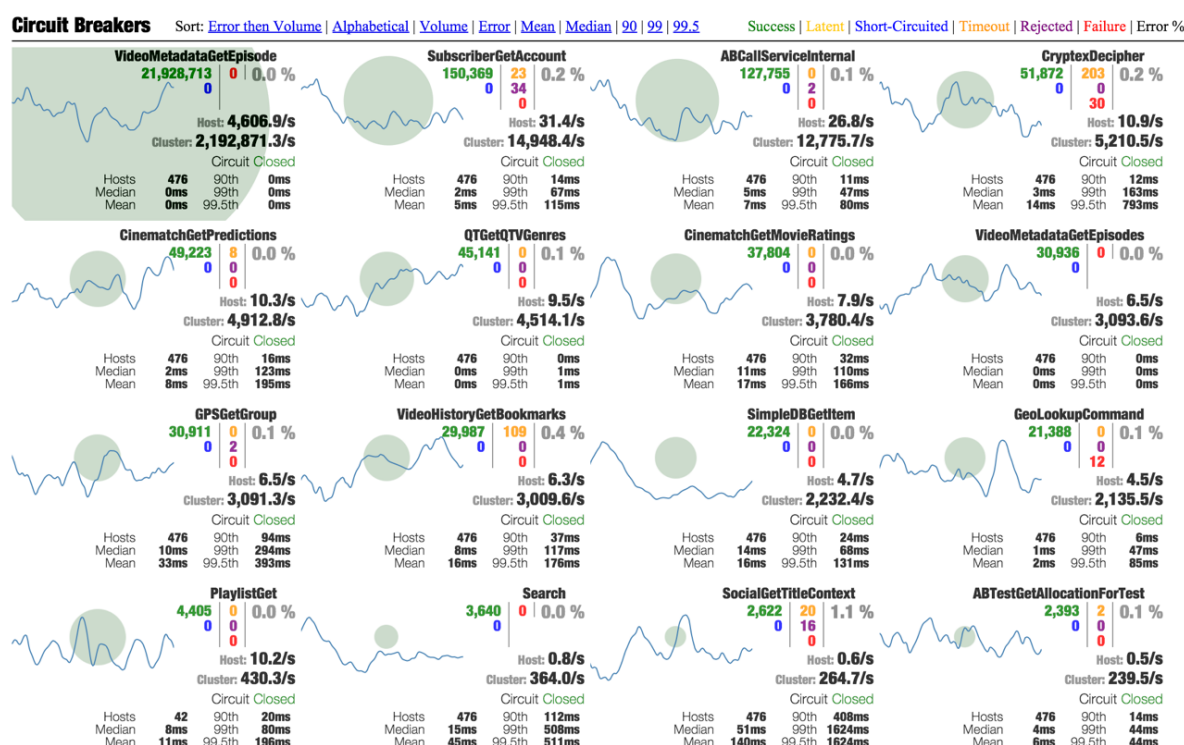 Circuit Breakers Sort: Error then Volume | Alphabetical | Volume | Error | Mean | Median | 90 | 99 | 99.5 Success | Latent | Short-Circuited | Timeout | Rejected | Failure | Error %
VideoMetadataGetEpisode
21,928,713 0 0.0 %
0
Host: 4,606.9/s
Cluster: 2,192,871.3/s
Circuit Closed
Hosts 476 90th 0ms
Median 0ms 99th 0ms
Mean 0ms 99.5th 0ms
SubscriberGetAccount
150,369 23 0.2 %
0 34
0
Host: 31.4/s
Cluster: 14,948.4/s
Circuit Closed
Hosts 476 90th 14ms
Median 2ms 99th 67ms
Mean 5ms 99.5th 115ms
ABCallServiceInternal
127,755 0 0.1 %
0 2
0
Host: 26.8/s
Cluster: 12,775.7/s
Circuit Closed
Hosts 476 90th 11ms
Median 5ms 99th 47ms
Mean 7ms 99.5th 80ms
CryptexDecipher
51,872 203 0.2 %
0 0
30
Host: 10.9/s
Cluster: 5,210.5/s
Circuit Closed
Hosts 476 90th 12ms
Median 3ms 99th 163ms
Mean 14ms 99.5th 793ms
CinematchGetPredictions
49,223 8 0.0 %
0 0
0
Host: 10.3/s
Cluster: 4,912.8/s
Circuit Closed
Hosts 476 90th 16ms
Median 2ms 99th 123ms
Mean 8ms 99.5th 195ms
QTGetQTVGenres
45,141 0 0.1 %
0 0
0
Host: 9.5/s
Cluster: 4,514.1/s
Circuit Closed
Hosts 476 90th 0ms
Median 0ms 99th 1ms
Mean 0ms 99.5th 1ms
CinematchGetMovieRatings
37,804 0 0.0 %
0 0
0
Host: 7.9/s
Cluster: 3,780.4/s
Circuit Closed
Hosts 476 90th 32ms
Median 11ms 99th 110ms
Mean 17ms 99.5th 166ms
VideoMetadataGetEpisodes
30,936 0 0.0 %
0
Host: 6.5/s
Cluster: 3,093.6/s
Circuit Closed
Hosts 476 90th 0ms
Median 0ms 99th 0ms
Mean 0ms 99.5th 0ms
GPSGetGroup
30,911 0 0.1 %
0 2
0
Host: 6.5/s
Cluster: 3,091.3/s
Circuit Closed
Hosts 476 90th 94ms
Median 10ms 99th 294ms
Mean 33ms 99.5th 393ms
VideoHistoryGetBookmarks
29,987 109 0.4 %
0 0
0
Host: 6.3/s
Cluster: 3,009.6/s
Circuit Closed
Hosts 476 90th 37ms
Median 8ms 99th 117ms
Mean 16ms 99.5th 176ms
SimpleDBGetItem
22,324 0 0.0 %
0 0
0
Host: 4.7/s
Cluster: 2,232.4/s
Circuit Closed
Hosts 476 90th 24ms
Median 14ms 99th 68ms
Mean 16ms 99.5th 131ms
GeoLookupCommand
21,388 0 0.1 %
0 0
12
Host: 4.5/s
Cluster: 2,135.5/s
Circuit Closed
Hosts 476 90th 6ms
Median 1ms 99th 47ms
Mean 2ms 99.5th 85ms
PlaylistGet
4,405 0 0.0 %
0 0
0
Host: 10.2/s
Cluster: 430.3/s
Circuit Closed
Hosts 42 90th 20ms
Median 8ms 99th 80ms
Mean 11ms 99.5th 196ms
Search
3,640 0 0.0 %
0
Host: 0.8/s
Cluster: 364.0/s
Circuit Closed
Hosts 476 90th 112ms
Median 15ms 99th 508ms
Mean 45ms 99.5th 511ms
SocialGetTitleContext
2,622 20 1.1 %
0 16
0
Host: 0.6/s
Cluster: 264.7/s
Circuit Closed
Hosts 476 90th 408ms
Median 51ms 99th 1624ms
Mean 140ms 99.5th 1624ms
ABTestGetAllocationForTest
2,393 2 0.1 %
0 0
0
Host: 0.5/s
Cluster: 239.5/s
Circuit Closed
Hosts 476 90th 14ms
Median 4ms 99th 44ms
Mean 6ms 99.5th 44ms